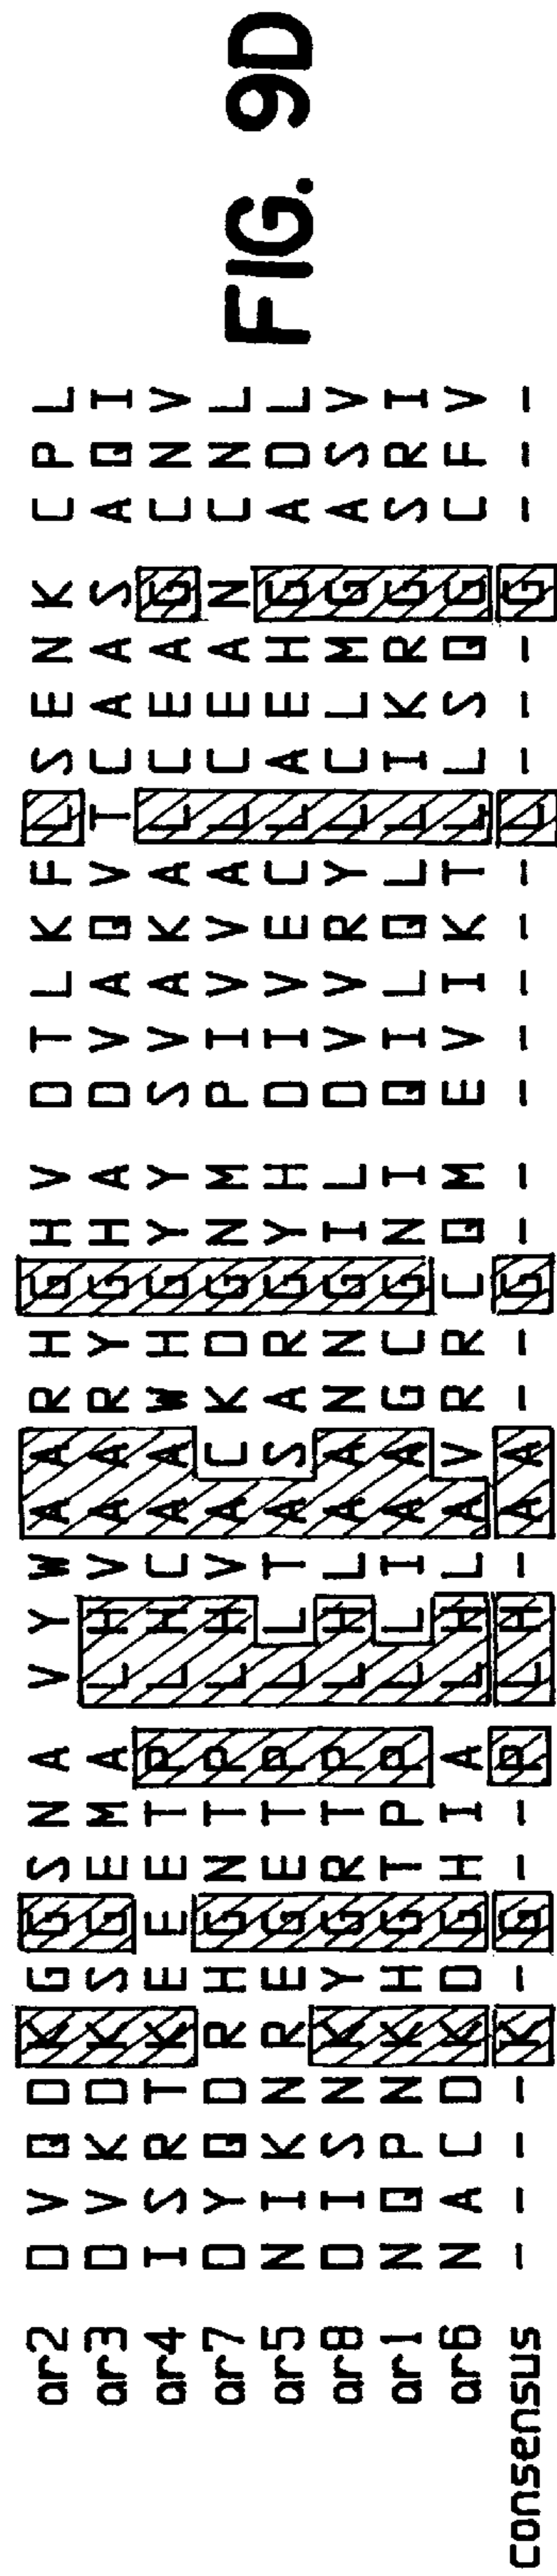 ar2 D V Q D K G G S N A V Y W A A R H G H V D T L K F L S E N K C P L
ar3 D V K D K S G E M A L H V A A R Y G H A D V A Q V T C A A S A Q I
ar4 I S R T K E E E T P L H C A A W H G Y Y S V A K A L C E A G C N V
ar7 D Y Q D R H G N T P L H V A C K D G N M P I V V A L C E A N C N L
ar5 N I K N R E G E T P L L T A S A R G Y H D I V E C L A E H G A D L
ar8 D I S N K Y G R T P L H L A A N N G I L D V V R Y L C L M G A S V
ar1 N Q P N K H G T P P L L I A A G C G N I Q I L Q L L I K R G S R I
ar6 N A C D K D G H I A L H L A V R R C Q M E V I K T L L S Q G C F V
consensus - - - - K - G - - P L H - A A - - G - - - - - - - L - - - G - - -
FIG. 9D